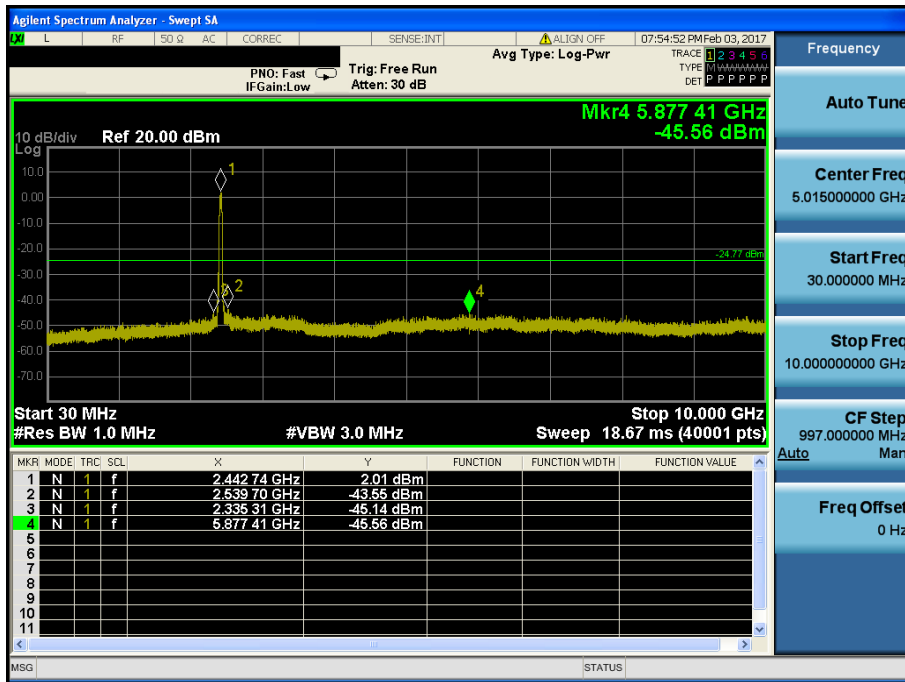 Agilent Spectrum Analyzer - Swept SA
LXI L RF 50 Ω AC CORREC SENSE:INT ALIGN OFF 07:54:52 PM Feb 03, 2017
PNO: Fast
IFGain:Low
Trig: Free Run
Atten: 30 dB
Avg Type: Log-Pwr
TRACE 1 2 3 4 5 6
TYPE M W W W W W
DET P P P P P P
Mkr4 5.877 41 GHz
-45.56 dBm
10 dB/div Ref 20.00 dBm
Log
10.0
0.00
-10.0
-20.0
-30.0
-40.0
-50.0
-60.0
-70.0
1
2
3
4
-24.77 dBm
Start 30 MHz Stop 10.000 GHz
#Res BW 1.0 MHz #VBW 3.0 MHz Sweep 18.67 ms (40001 pts)
MKR MODE TRC SCL X Y FUNCTION FUNCTION WIDTH FUNCTION VALUE
1 N 1 f 2.442 74 GHz 2.01 dBm
2 N 1 f 2.539 70 GHz -43.55 dBm
3 N 1 f 2.335 31 GHz -45.14 dBm
4 N 1 f 5.877 41 GHz -45.56 dBm
5
6
7
8
9
10
11
MSG STATUS
Frequency
Auto Tune
Center Freq
5.015000000 GHz
Start Freq
30.000000 MHz
Stop Freq
10.000000000 GHz
CF Step
997.000000 MHz
Auto Man
Freq Offset
0 Hz